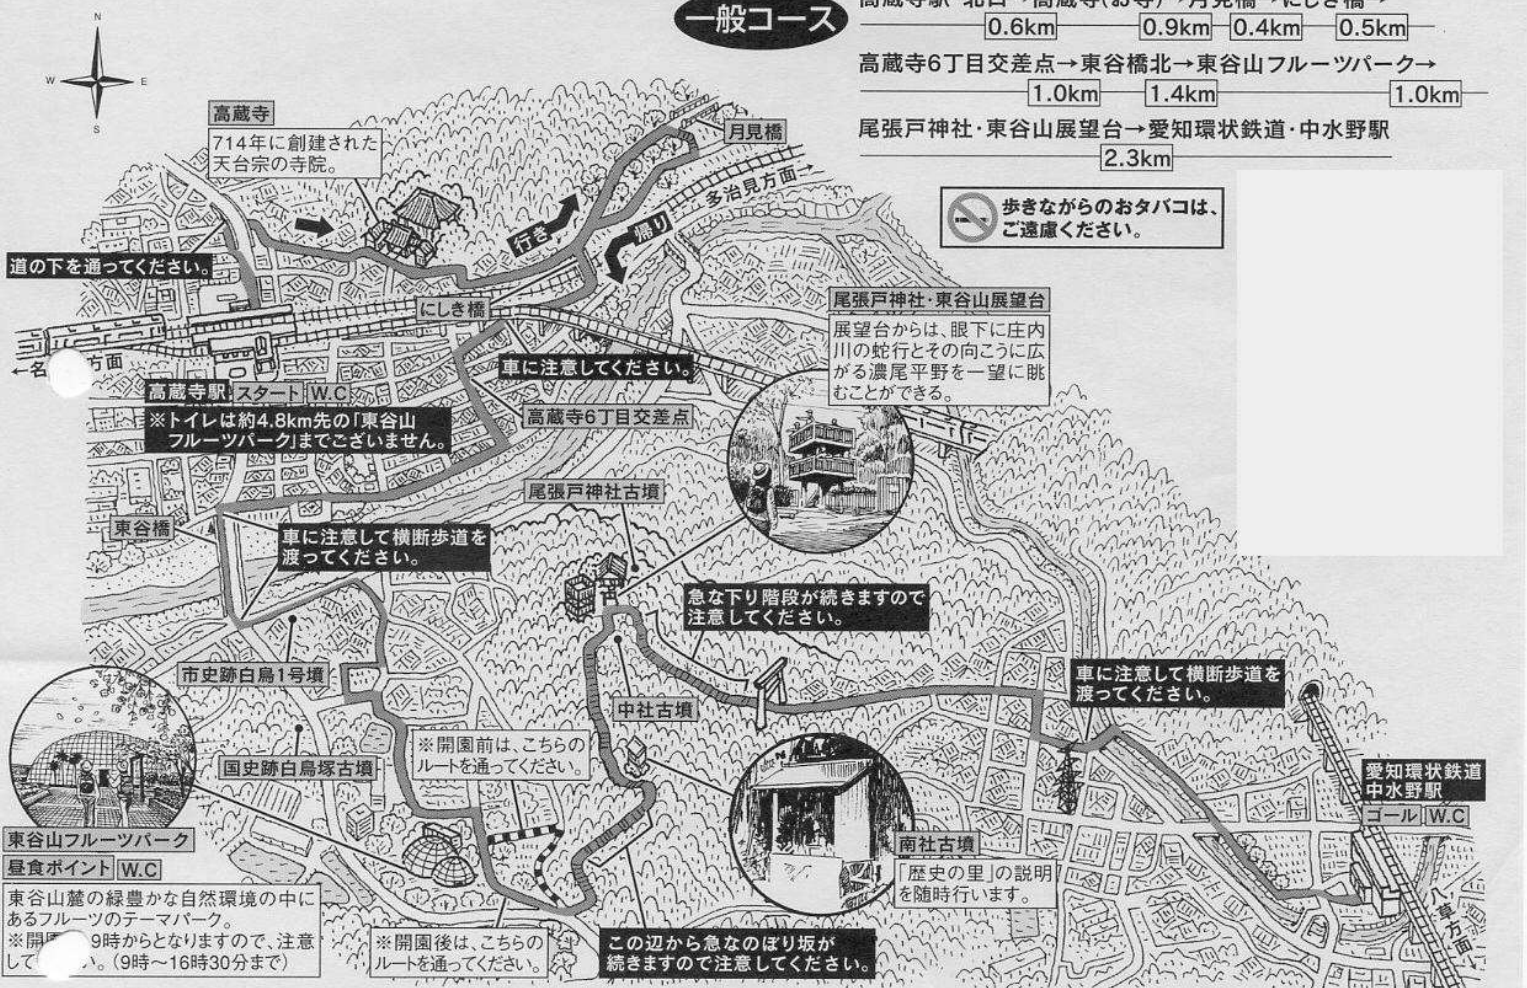 一般コース
高蔵寺駅 北口→高蔵寺(お寺)→月見橋→にしき橋→
0.6km 0.9km 0.4km 0.5km
高蔵寺6丁目交差点→東谷橋北→東谷山フルーツパーク→
1.0km 1.4km 1.0km
尾張戸神社・東谷山展望台→愛知環状鉄道・中水野駅
2.3km
歩きながらのおタバコは、
ご遠慮ください。
N
W E
S
高蔵寺
714年に創建された
天台宗の寺院。
月見橋
多治見方面→
行き
帰り
道の下を通ってください。
にしき橋
←名 方面
高蔵寺駅 スタート W.C
※トイレは約4.8km先の「東谷山
フルーツパーク」までございません。
車に注意してください。
高蔵寺6丁目交差点
尾張戸神社・東谷山展望台
展望台からは、眼下に庄内
川の蛇行とその向こうに広
がる濃尾平野を一望に眺
むことができる。
尾張戸神社古墳
東谷橋
車に注意して横断歩道を
渡ってください。
急な下り階段が続きますので
注意してください。
市史跡白鳥1号墳
中社古墳
車に注意して横断歩道を
渡ってください。
国史跡白鳥塚古墳
※開園前は、こちらの
ルートを通ってください。
愛知環状鉄道
中水野駅
ゴール W.C
東谷山フルーツパーク
昼食ポイント W.C
東谷山麓の緑豊かな自然環境の中に
あるフルーツのテーマパーク。
※開 9時からとなりますので、注意
して い。(9時～16時30分まで)
南社古墳
「歴史の里」の説明
を随時行います。
※開園後は、こちらの
ルートを通ってください。
この辺から急なのぼり坂が
続きますので注意してください。
八草方面→